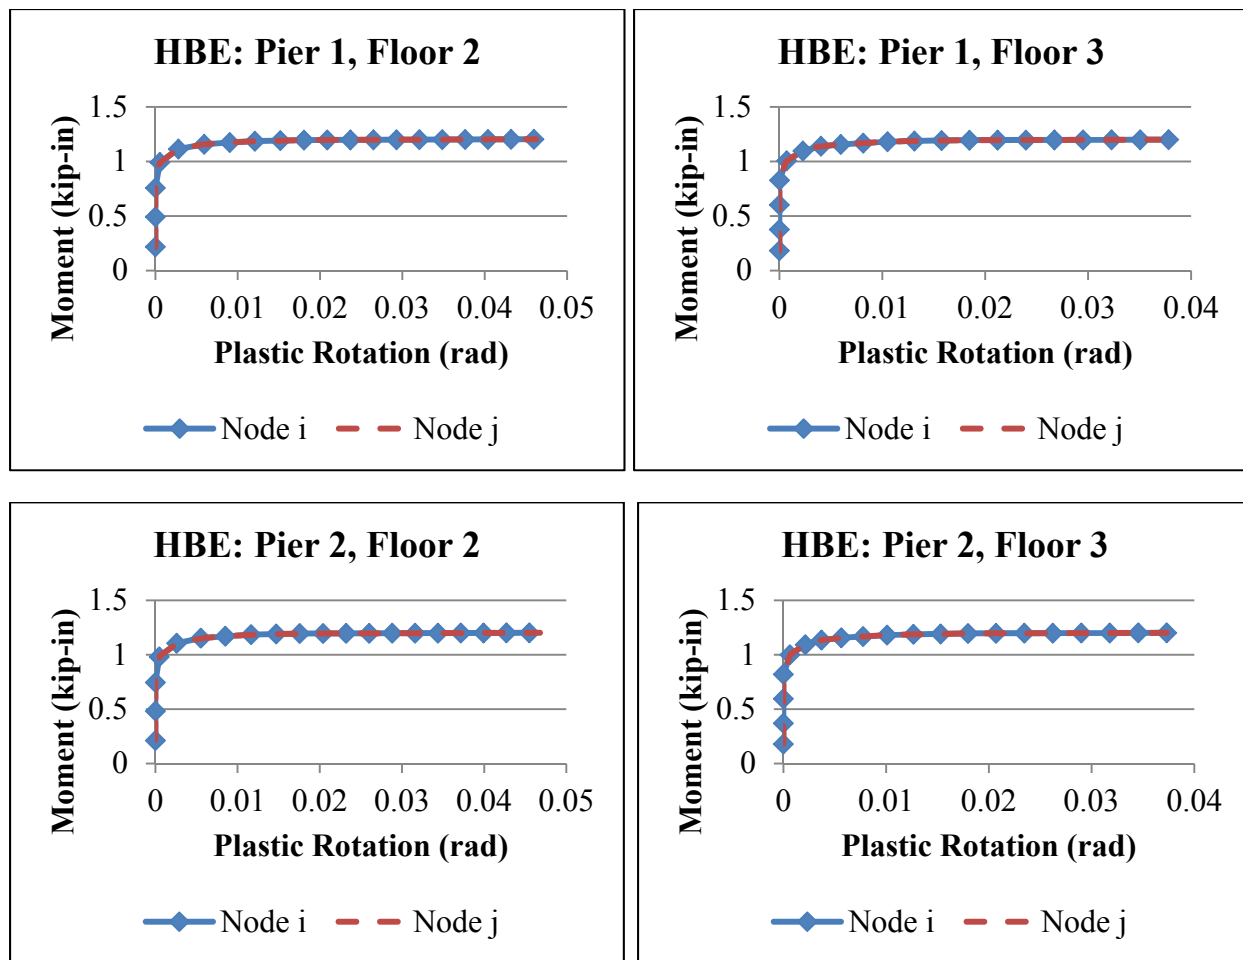 HBE: Pier 1, Floor 2
Moment (kip-in)
1.5
1
0.5
0
0 0.01 0.02 0.03 0.04 0.05
Plastic Rotation (rad)
Node i Node j
HBE: Pier 1, Floor 3
Moment (kip-in)
1.5
1
0.5
0
0 0.01 0.02 0.03 0.04
Plastic Rotation (rad)
Node i Node j
HBE: Pier 2, Floor 2
Moment (kip-in)
1.5
1
0.5
0
0 0.01 0.02 0.03 0.04 0.05
Plastic Rotation (rad)
Node i Node j
HBE: Pier 2, Floor 3
Moment (kip-in)
1.5
1
0.5
0
0 0.01 0.02 0.03 0.04
Plastic Rotation (rad)
Node i Node j